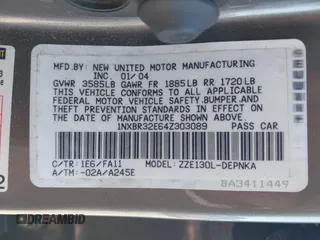 MFD.BY: NEW UNITED MOTOR MANUFACTURING
INC. 01/04
GVWR 3585LB GAWR FR 1885LB RR 1720LB
THIS VEHICLE CONFORMS TO ALL APPLICABLE
FEDERAL MOTOR VEHICLE SAFETY, BUMPER, AND
THEFT PREVENTION STANDARDS IN EFFECT ON
THE DATE OF MANUFACTURE SHOWN ABOVE.
1NXBR32E64Z303089 PASS CAR
C/TR: 1E6/FA11 MODEL: ZZE130L-DEPNKA
A/TM: -02A/A245E
8A3411449
DREAMBID